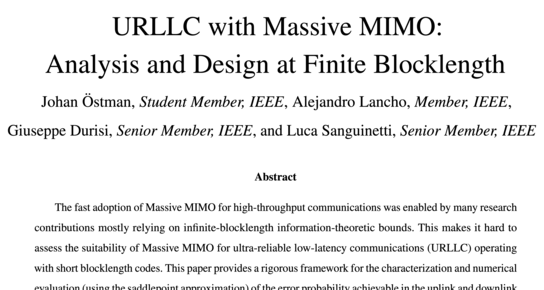 URLLC with Massive MIMO:
Analysis and Design at Finite Blocklength
Johan Östman, Student Member, IEEE, Alejandro Lancho, Member, IEEE,
Giuseppe Durisi, Senior Member, IEEE, and Luca Sanguinetti, Senior Member, IEEE
Abstract
The fast adoption of Massive MIMO for high-throughput communications was enabled by many research
contributions mostly relying on infinite-blocklength information-theoretic bounds. This makes it hard to
assess the suitability of Massive MIMO for ultra-reliable low-latency communications (URLLC) operating
with short blocklength codes. This paper provides a rigorous framework for the characterization and numerical
evaluation (using the saddlepoint approximation) of the error probability achievable in the uplink and downlink